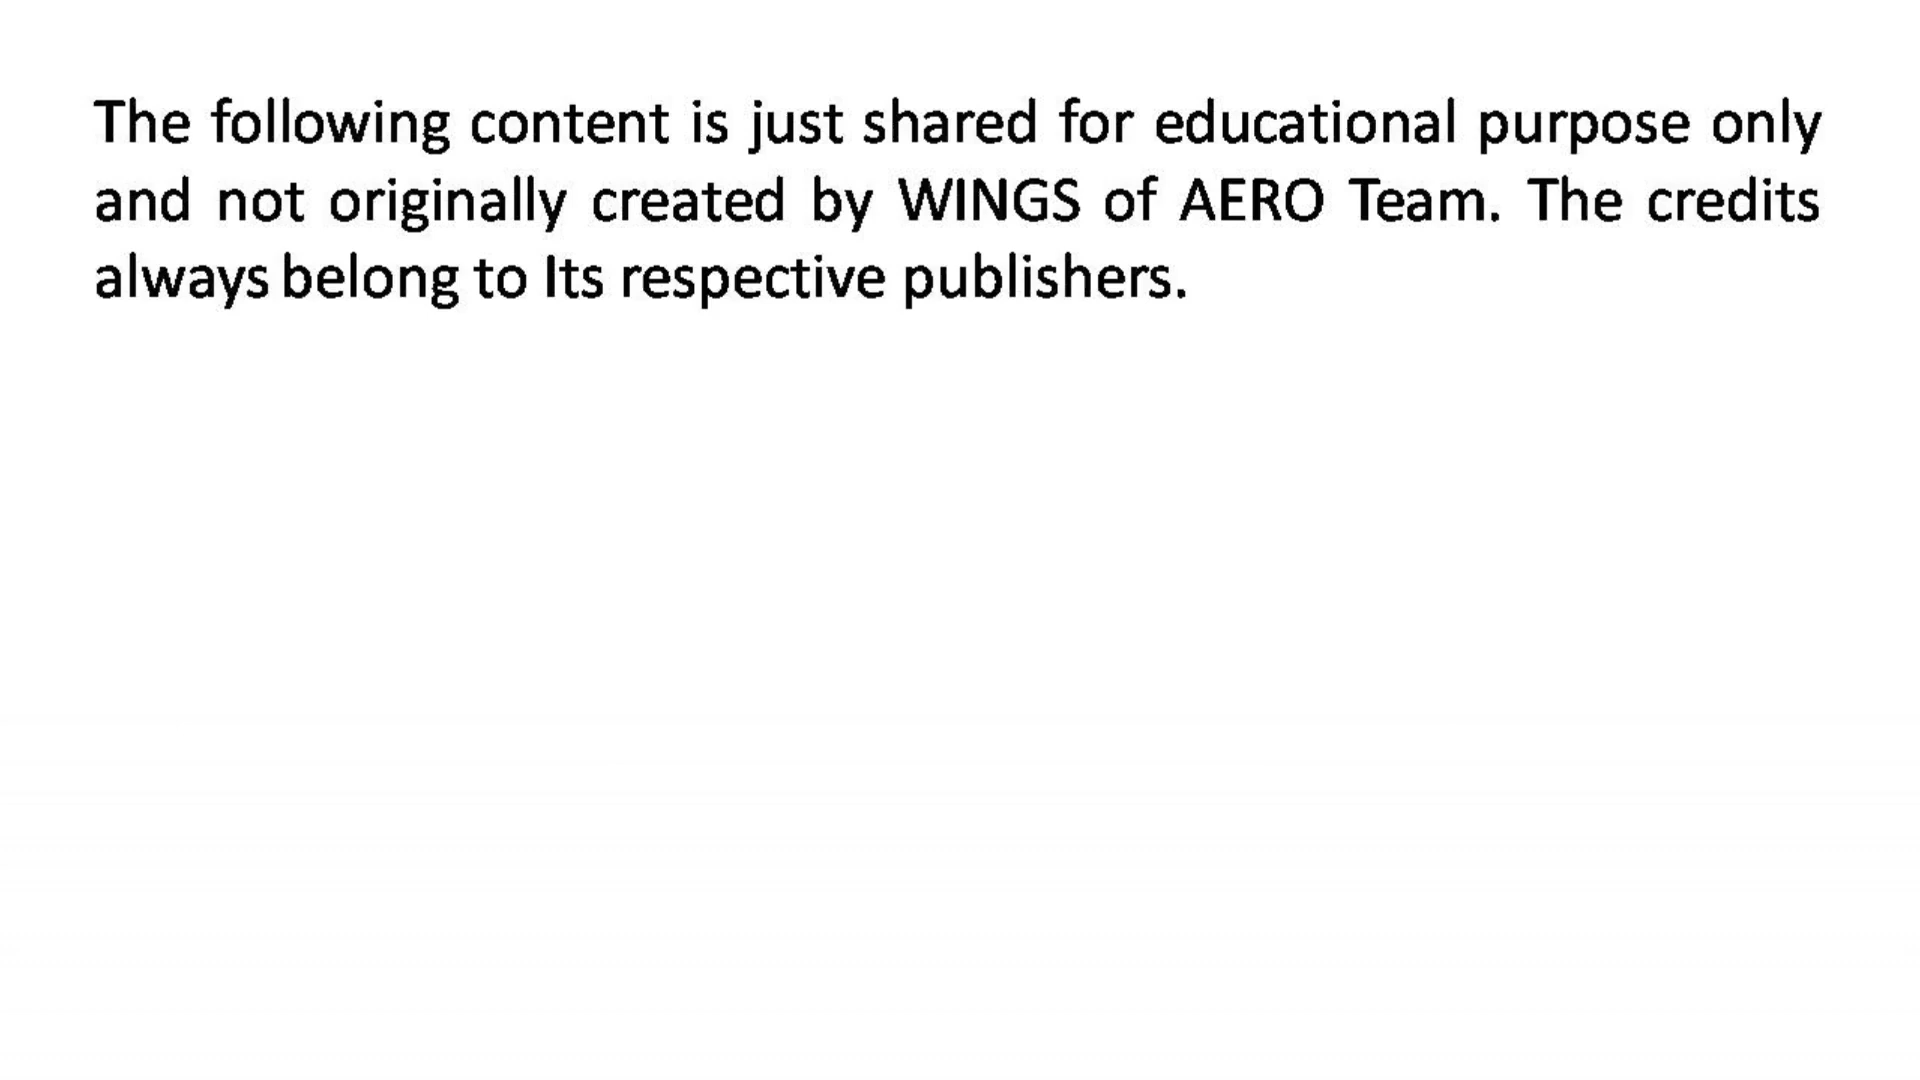 The following content is just shared for educational purpose only
and not originally created by WINGS of AERO Team. The credits
always belong to Its respective publishers.